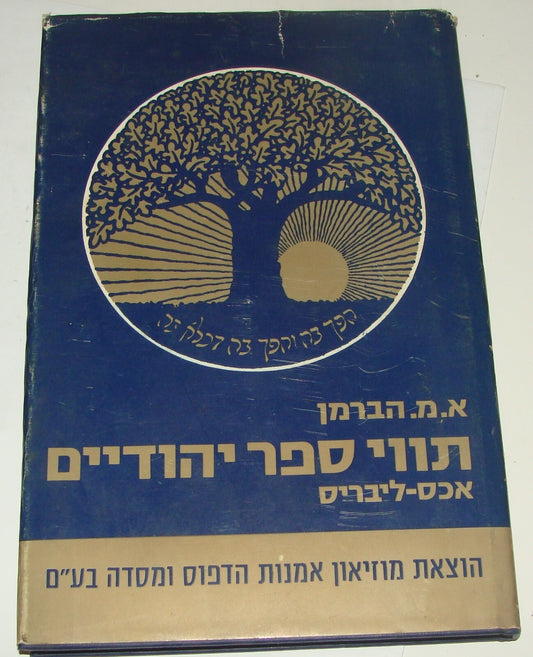 הפך בה והפך בה דכלא בה
א. מ. הברמן
תווי ספר יהודיים
אכס-ליבריס
הוצאת מוזיאון אמנות הדפוס ומסדה בע״ם